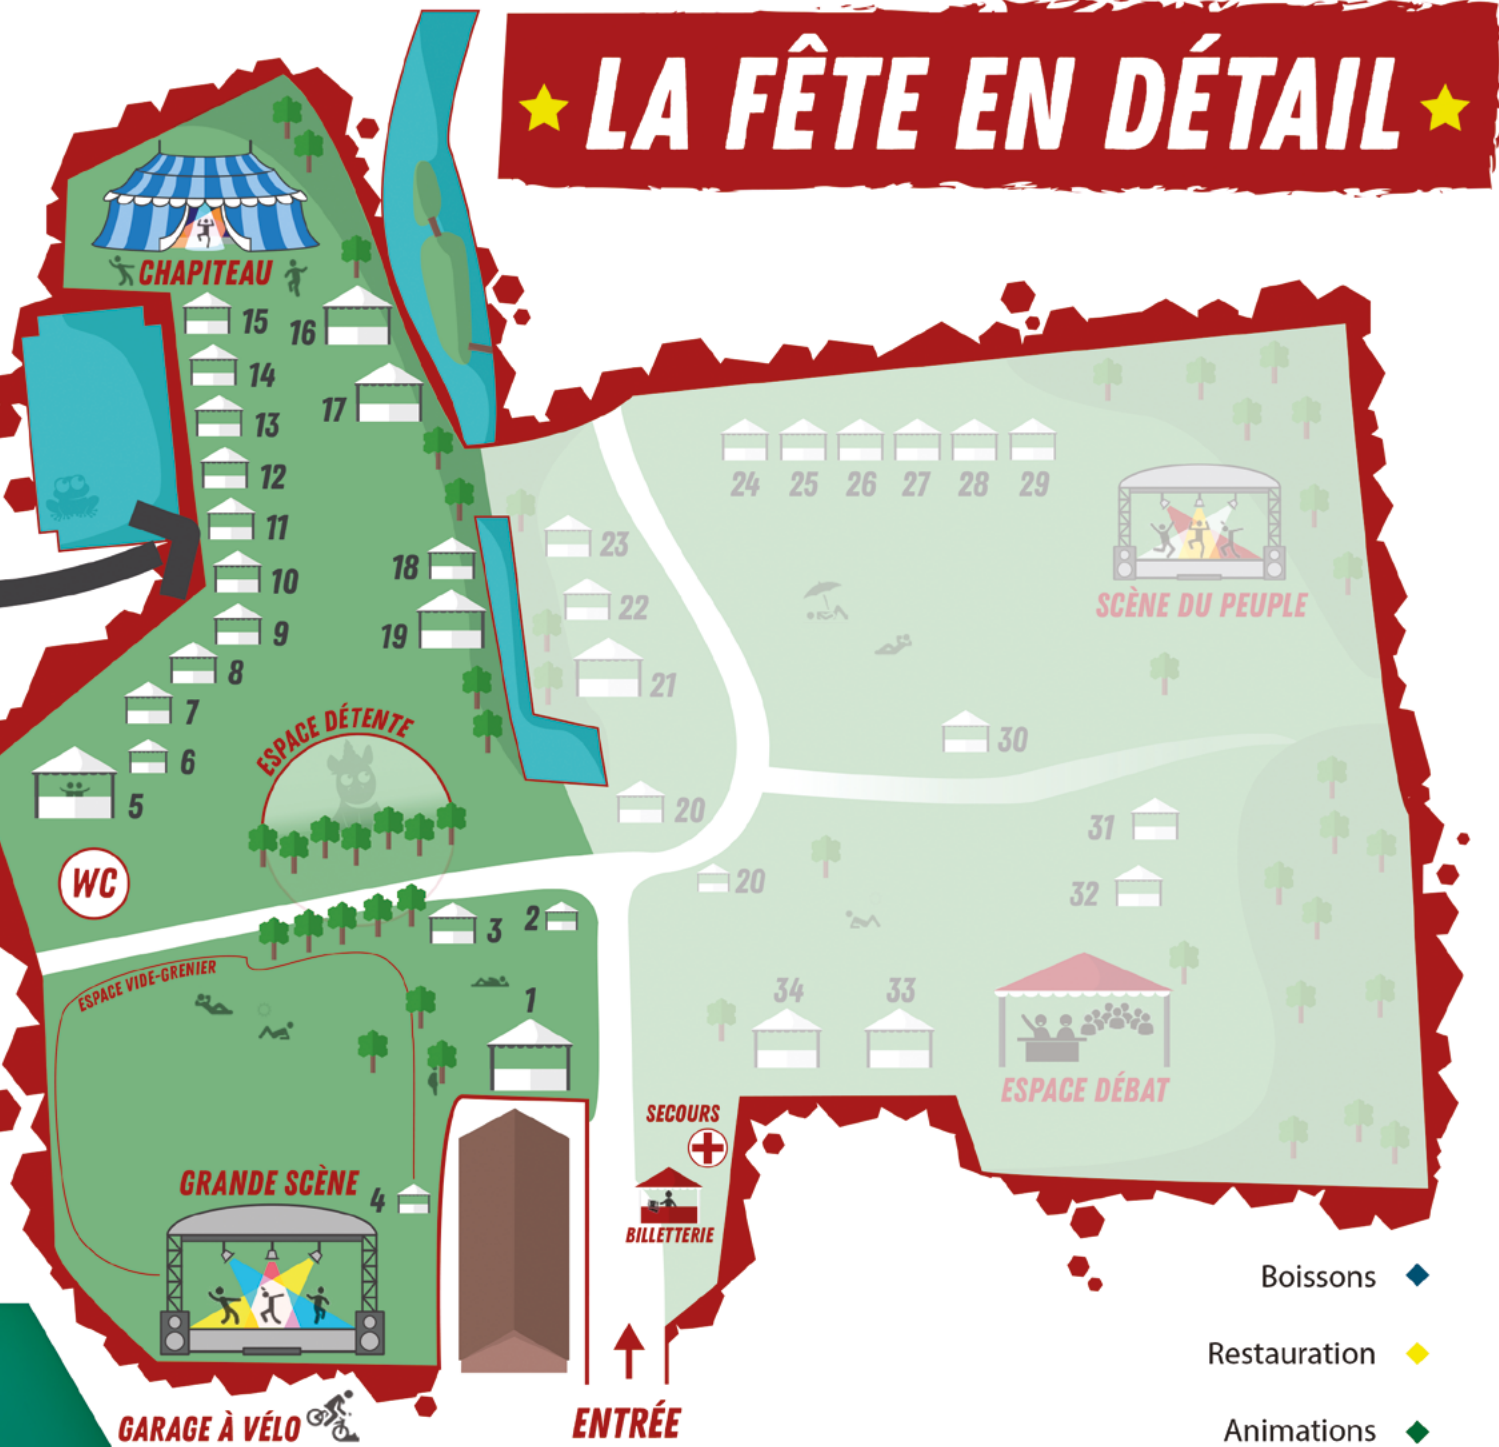 LA FÊTE EN DÉTAIL
CHAPITEAU
15
16
14
17
13
12
11
10
9
8
7
6
5
18
19
23
22
21
20
24
25
26
27
28
29
SCÈNE DU PEUPLE
30
31
32
20
ESPACE DÉTENTE
WC
3
2
1
ESPACE VIDE-GRENIER
34
33
ESPACE DÉBAT
SECOURS
BILLETTERIE
GRANDE SCÈNE
4
GARAGE À VÉLO
ENTRÉE
Boissons
Restauration
Animations